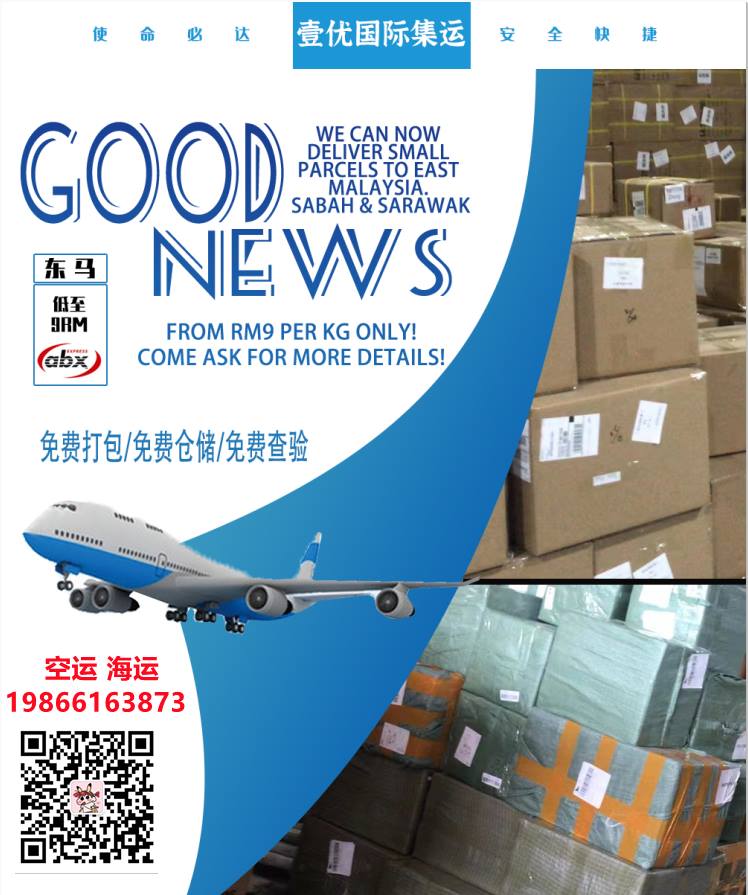 使命必达
壹优国际集运
安全快捷
GOOD
NEWS
WE CAN NOW
DELIVER SMALL
PARCELS TO EAST
MALAYSIA.
SABAH & SARAWAK
东马
低至
9RM
EXPRESS
abx
FROM RM9 PER KG ONLY!
COME ASK FOR MORE DETAILS!
免费打包/免费仓储/免费查验
空运 海运
19866163873